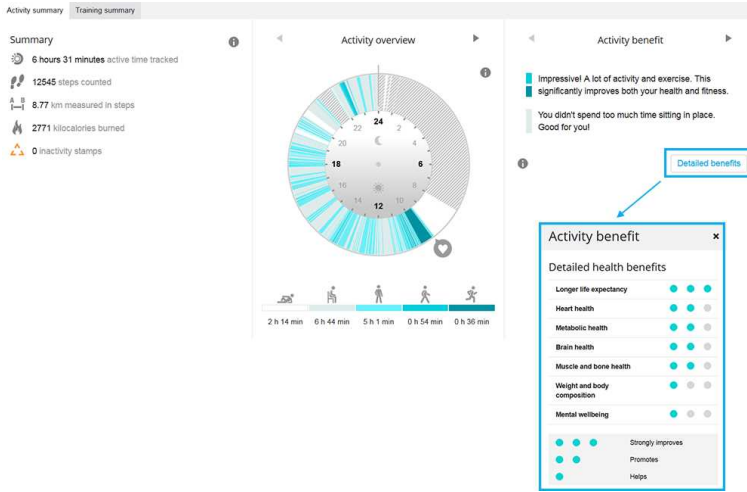 Activity summary
Training summary
Summary
6 hours 31 minutes active time tracked
12545 steps counted
A B
8.77 km measured in steps
2771 kilocalories burned
0 inactivity stamps
Activity overview
24
22
2
20
4
18
6
16
8
14
10
12
2 h 14 min
6 h 44 min
5 h 1 min
0 h 54 min
0 h 36 min
Activity benefit
Impressive! A lot of activity and exercise. This
significantly improves both your health and fitness.
You didn't spend too much time sitting in place.
Good for you!
Detailed benefits
Activity benefit
×
Detailed health benefits
Longer life expectancy
Heart health
Metabolic health
Brain health
Muscle and bone health
Weight and body
composition
Mental wellbeing
Strongly improves
Promotes
Helps